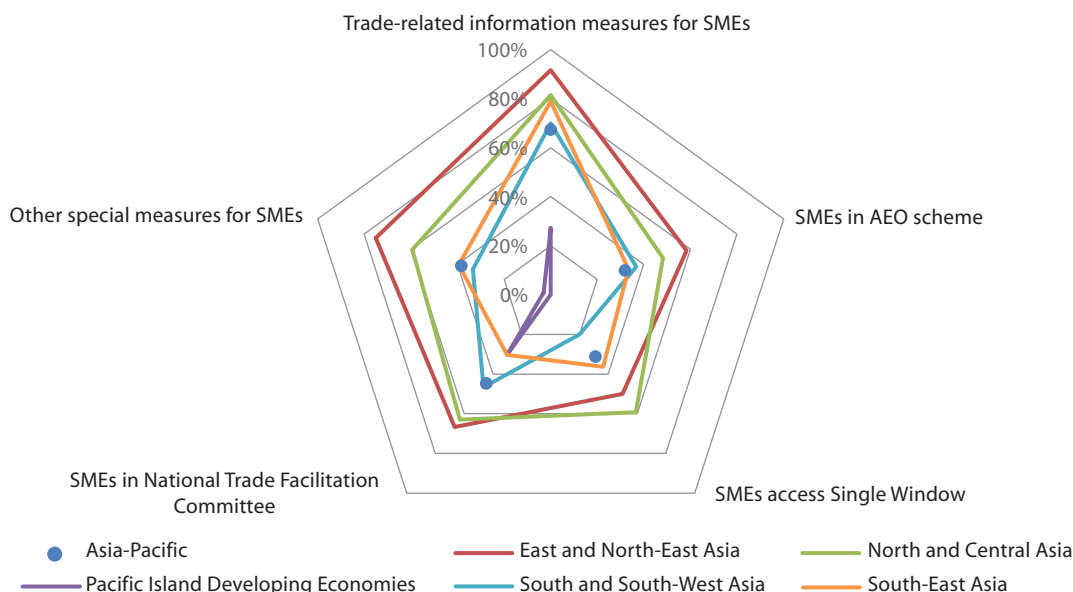 Trade-related information measures for SMEs
100%
80%
60%
40%
20%
0%
Other special measures for SMEs
SMEs in AEO scheme
SMEs in National Trade Facilitation
Committee
SMEs access Single Window
Asia-Pacific
East and North-East Asia
North and Central Asia
Pacific Island Developing Economies
South and South-West Asia
South-East Asia